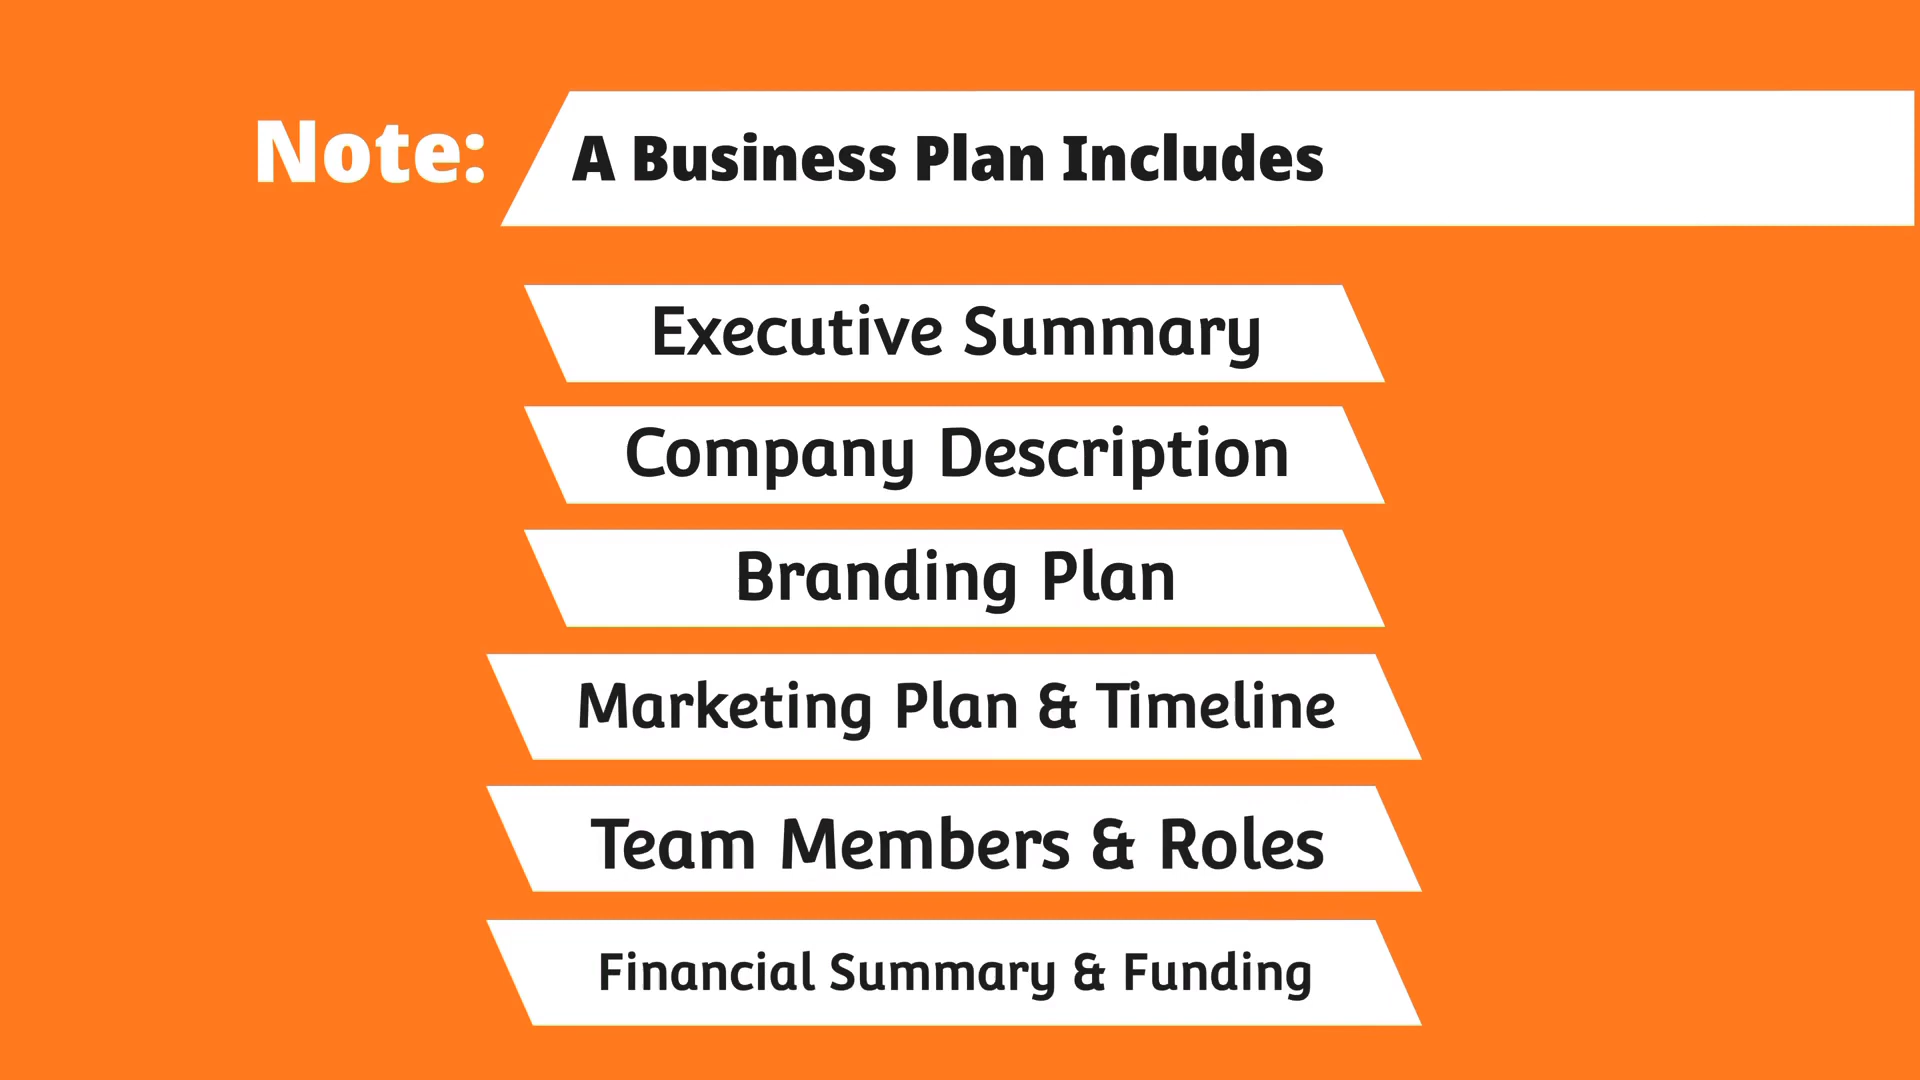 Note: A Business Plan Includes
Executive Summary
Company Description
Branding Plan
Marketing Plan & Timeline
Team Members & Roles
Financial Summary & Funding